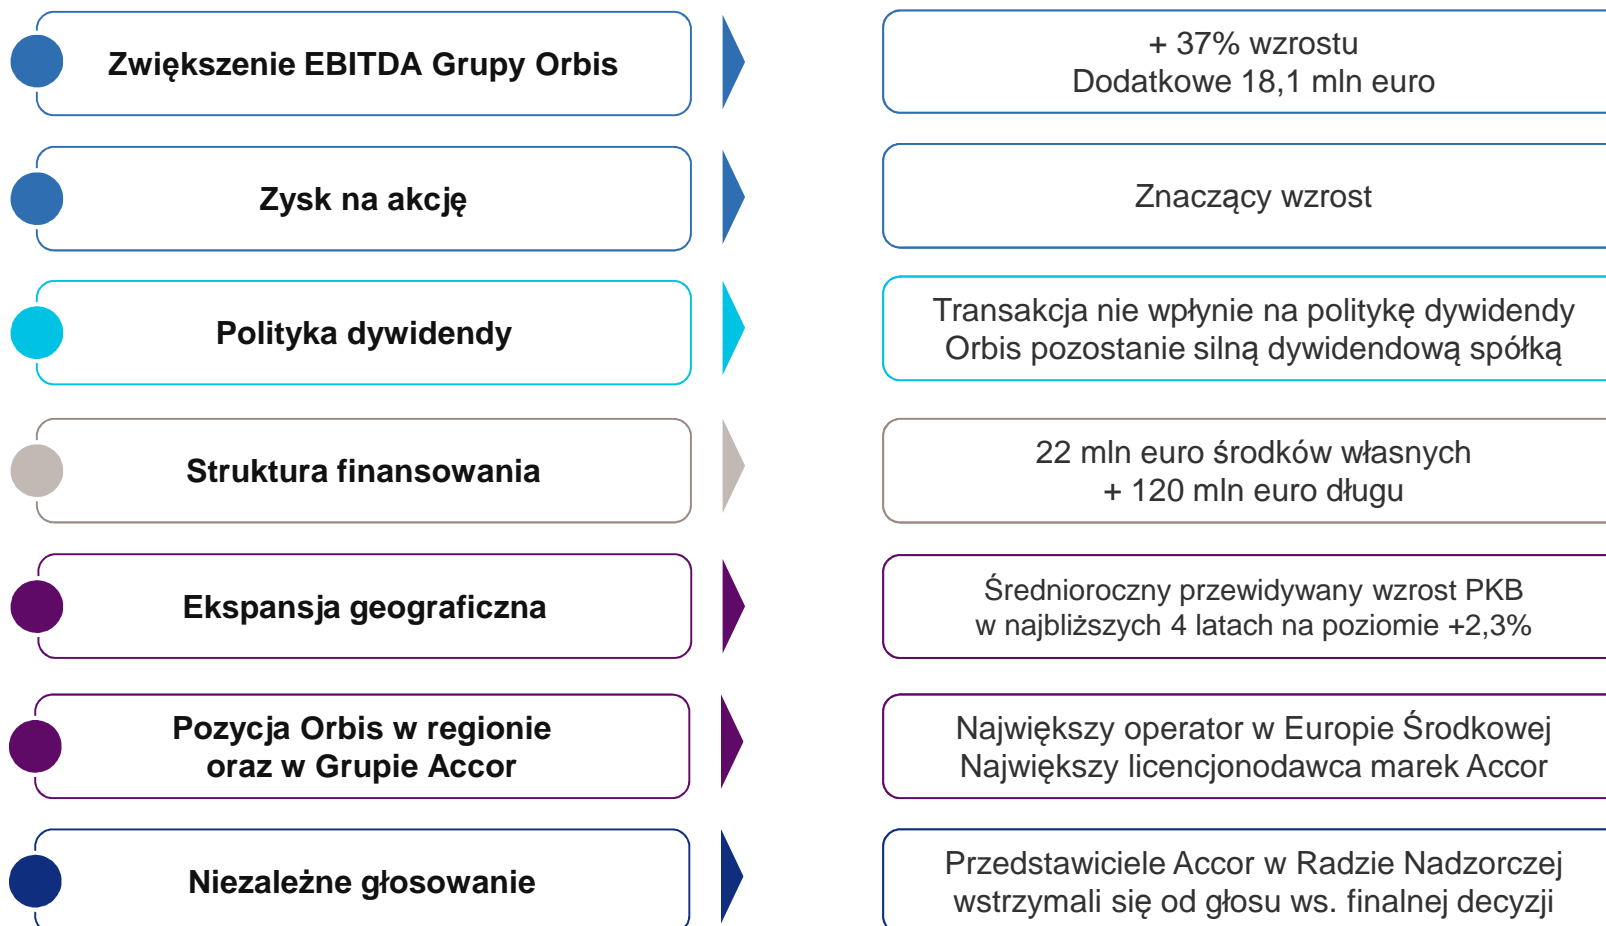 Zwiększenie EBITDA Grupy Orbis
+ 37% wzrostu
Dodatkowe 18,1 mln euro
Zysk na akcję
Znaczący wzrost
Polityka dywidendy
Transakcja nie wpłynie na politykę dywidendy
Orbis pozostanie silną dywidendową spółką
Struktura finansowania
22 mln euro środków własnych
+ 120 mln euro długu
Ekspansja geograficzna
Średnioroczny przewidywany wzrost PKB
w najbliższych 4 latach na poziomie +2,3%
Pozycja Orbis w regionie
oraz w Grupie Accor
Największy operator w Europie Środkowej
Największy licencjonodawca marek Accor
Niezależne głosowanie
Przedstawiciele Accor w Radzie Nadzorczej
wstrzymali się od głosu ws. finalnej decyzji